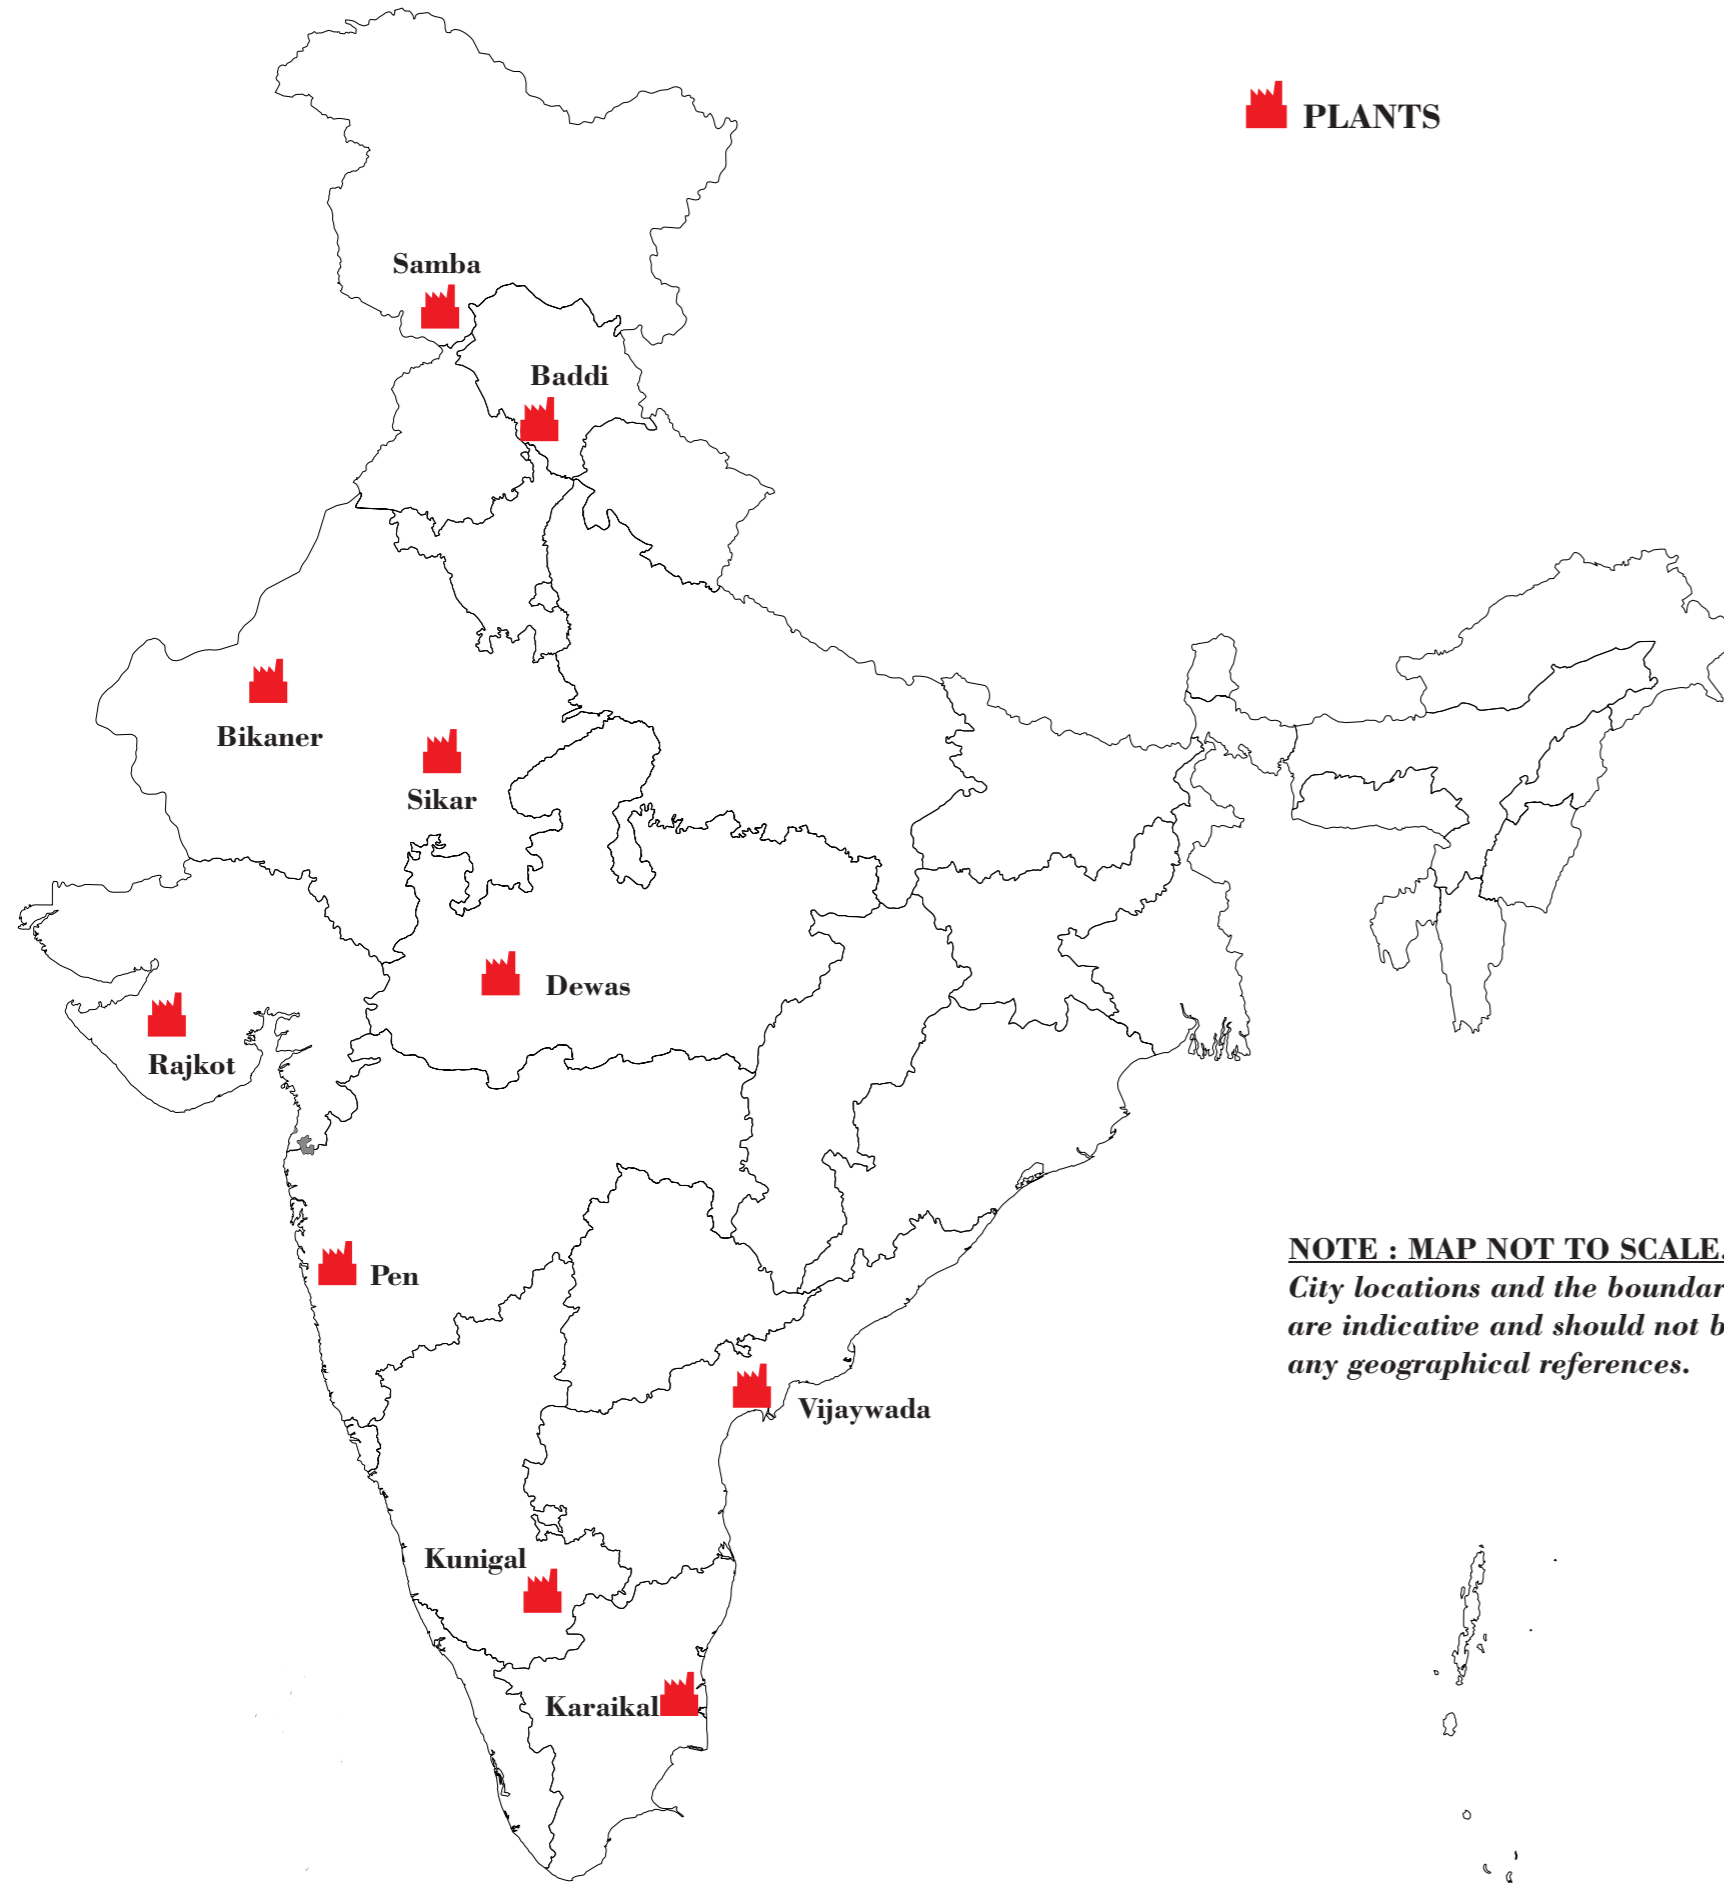 PLANTS
Samba
Baddi
Bikaner
Sikar
Dewas
Rajkot
Pen
NOTE : MAP NOT TO SCALE.
City locations and the boundar
are indicative and should not b
any geographical references.
Vijaywada
Kunigal
Karaikal